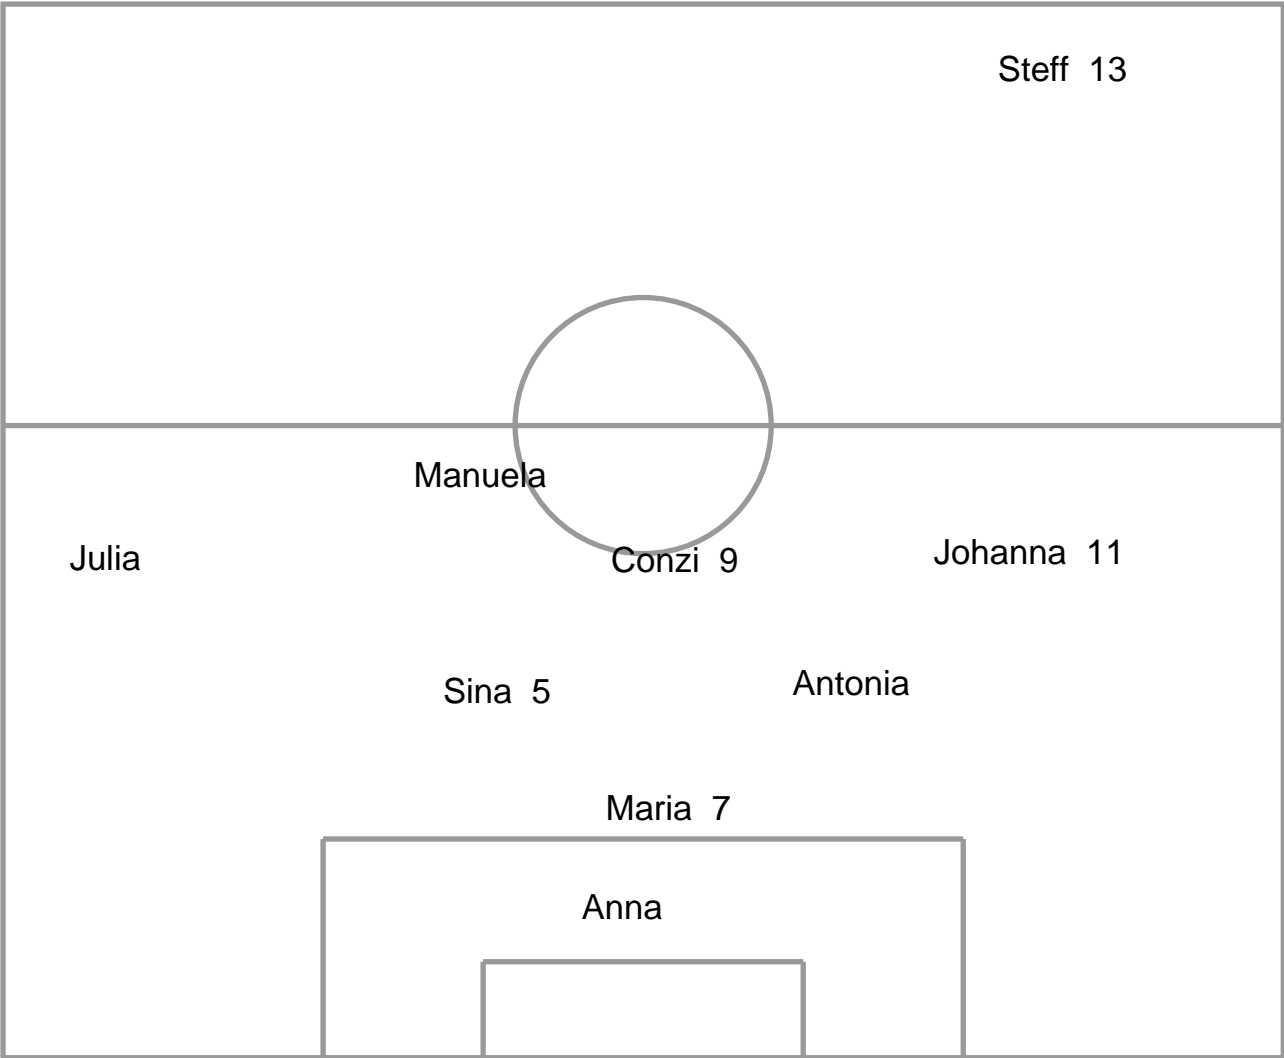 Steff 13
Manuela
Julia
Conzi 9
Johanna 11
Sina 5
Antonia
Maria 7
Anna